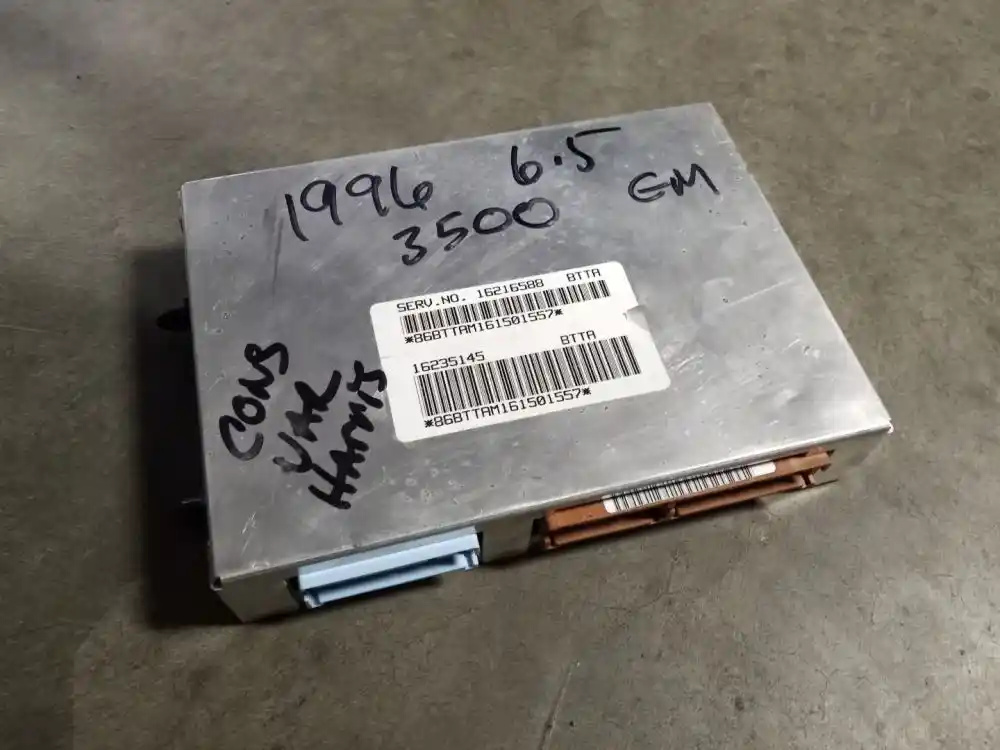 1996 6.5
3500 GM
SERV.NO. 16216588 BTTA
*86BTTAM161501557*
16235145 BTTA
*86BTTAM161501557*